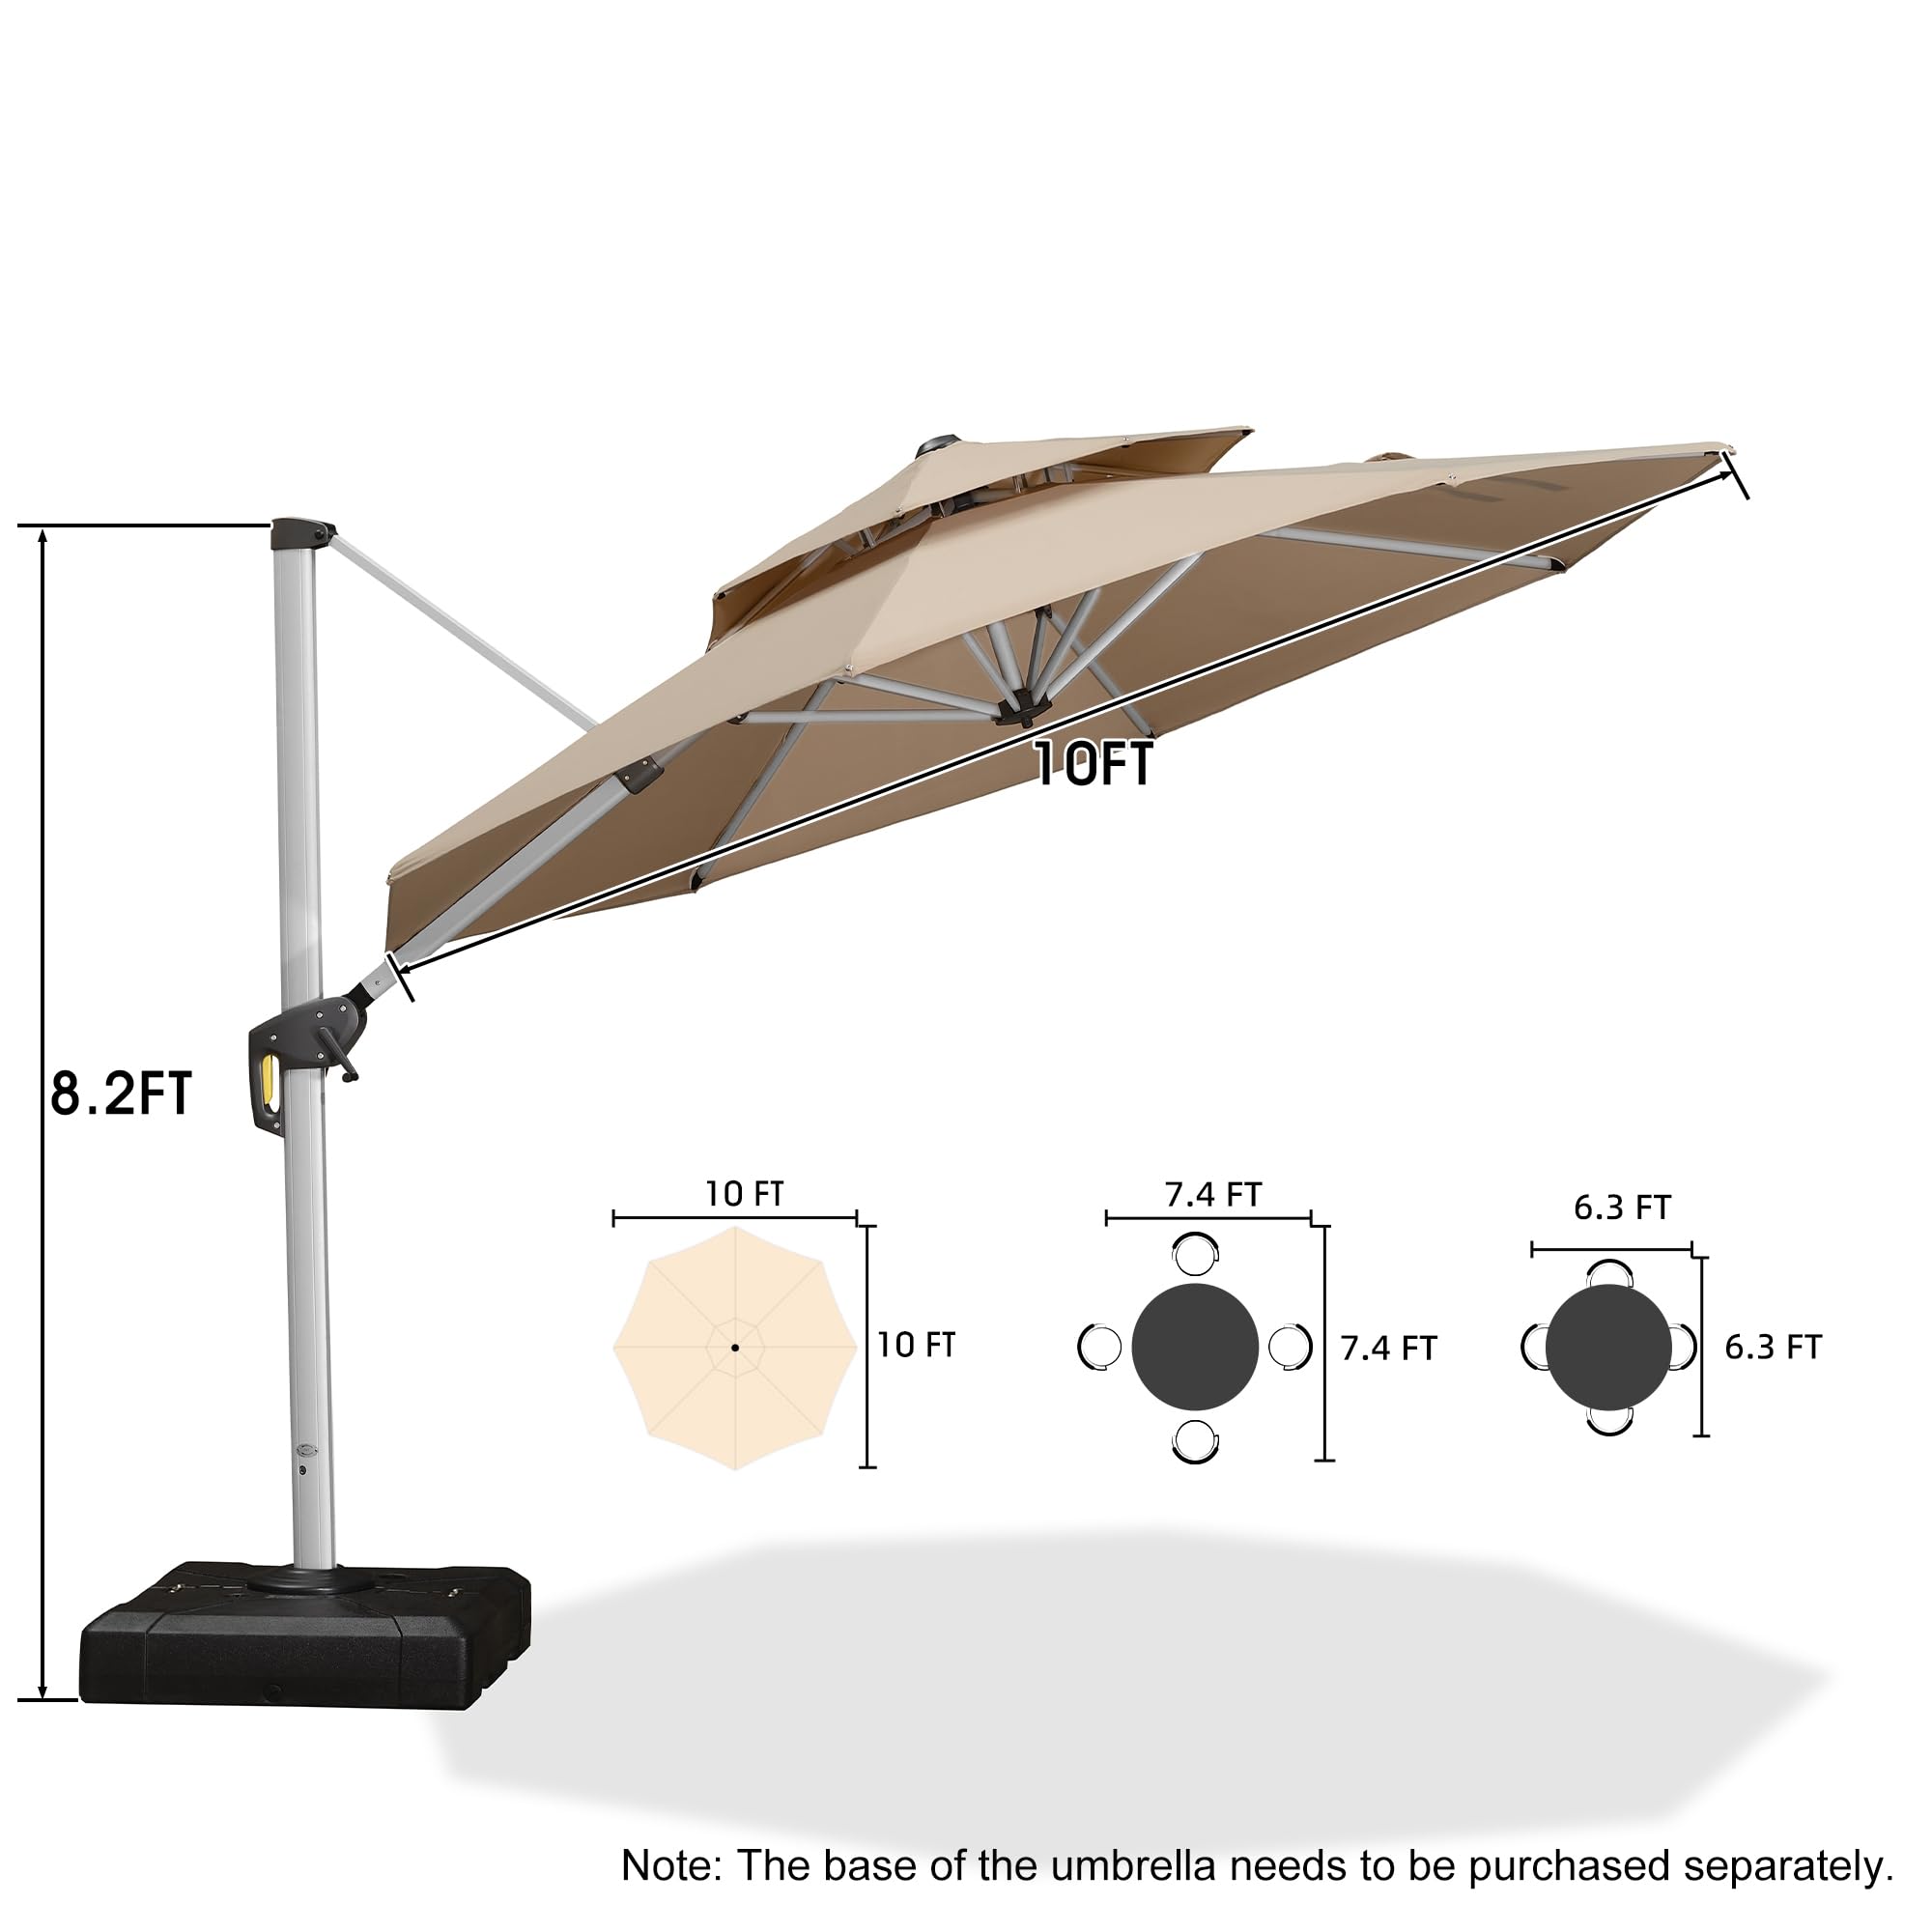 10FT
8.2FT
10 FT
10 FT
7.4 FT
7.4 FT
6.3 FT
6.3 FT
Note: The base of the umbrella needs to be purchased separately.